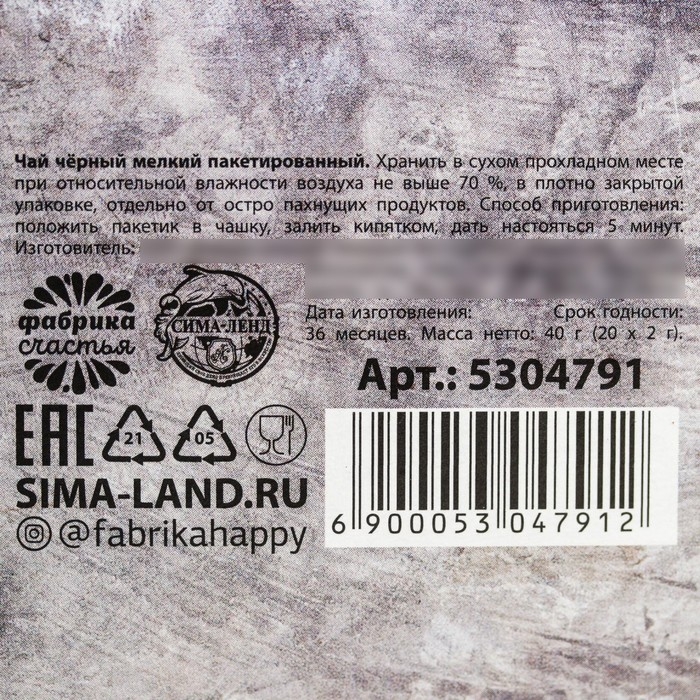 Чай чёрный мелкий пакетированный. Хранить в сухом прохладном месте
при относительной влажности воздуха не выше 70 %, в плотно закрытой
упаковке, отдельно от остро пахнущих продуктов. Способ приготовления:
положить пакетик в чашку, залить кипятком, дать настояться 5 минут.
Изготовитель:
Дата изготовления: Срок годности:
36 месяцев. Масса нетто: 40 г (20 х 2 г).
фабрика
счастья
СИМА-ЛЕНД
Арт.: 5304791
EAC 21 05
SIMA-LAND.RU
@fabrikahappy
6 900053 047912